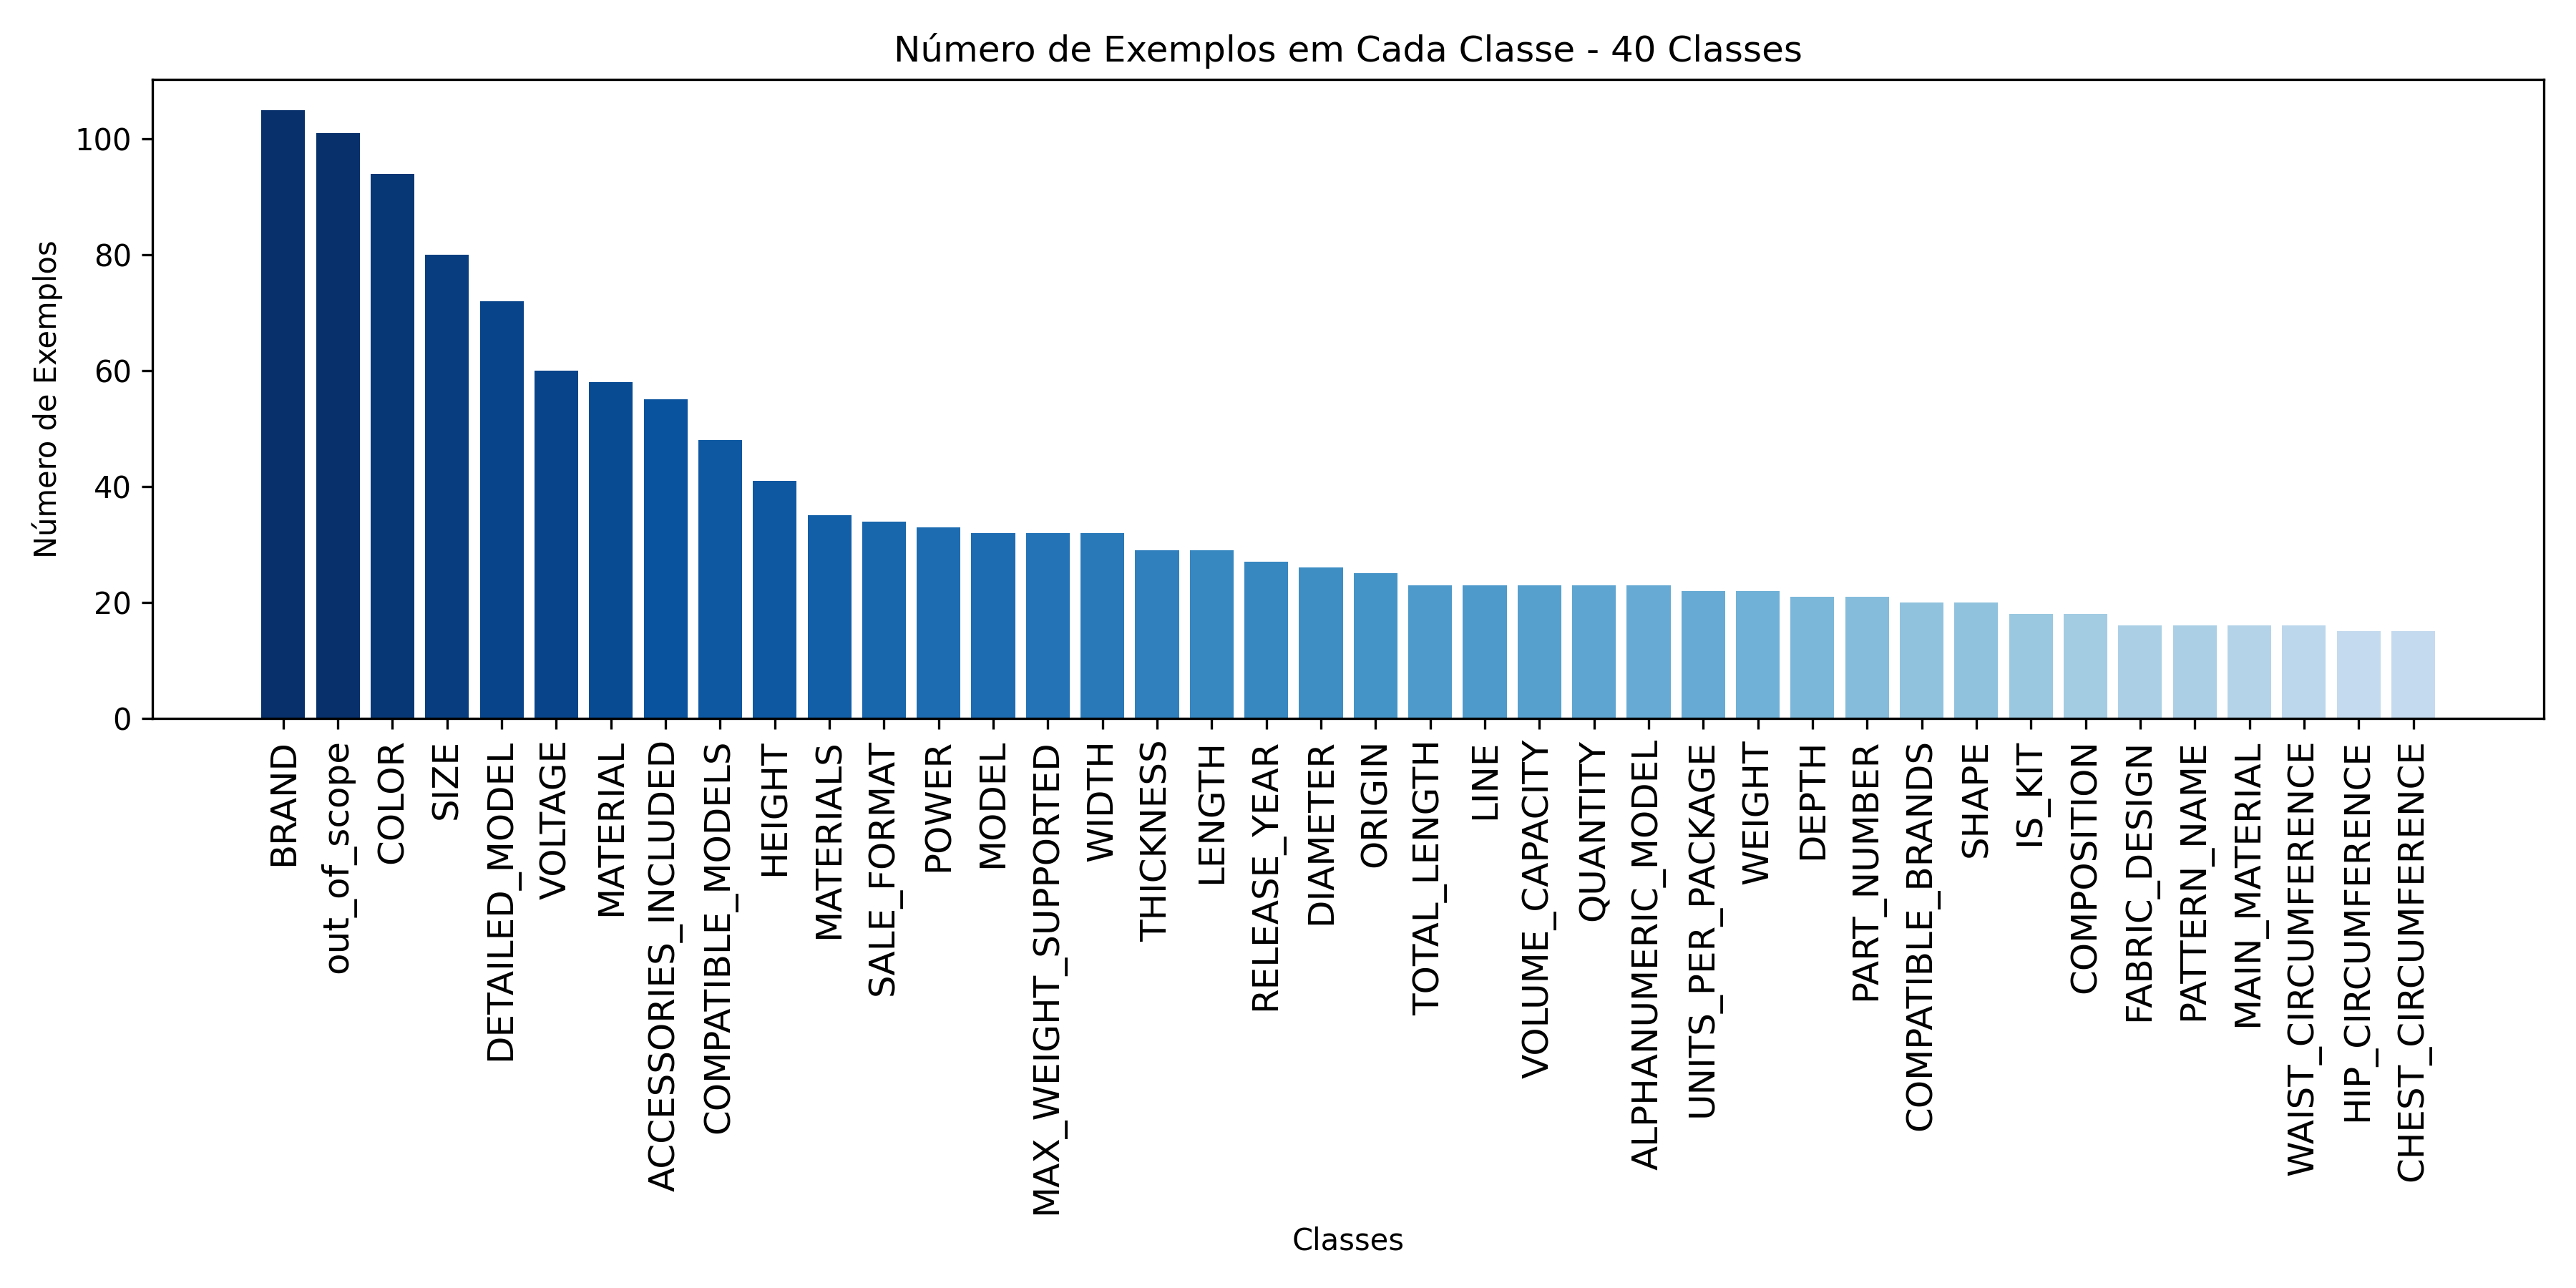 Número de Exemplos em Cada Classe - 40 Classes
Número de Exemplos
100
80
60
40
20
0
BRAND
out_of_scope
COLOR
SIZE
DETAILED_MODEL
VOLTAGE
MATERIAL
ACCESSORIES_INCLUDED
COMPATIBLE_MODELS
HEIGHT
MATERIALS
SALE_FORMAT
POWER
MODEL
MAX_WEIGHT_SUPPORTED
WIDTH
THICKNESS
LENGTH
RELEASE_YEAR
DIAMETER
ORIGIN
TOTAL_LENGTH
LINE
VOLUME_CAPACITY
QUANTITY
ALPHANUMERIC_MODEL
UNITS_PER_PACKAGE
WEIGHT
DEPTH
PART_NUMBER
COMPATIBLE_BRANDS
SHAPE
IS_KIT
COMPOSITION
FABRIC_DESIGN
PATTERN_NAME
MAIN_MATERIAL
WAIST_CIRCUMFERENCE
HIP_CIRCUMFERENCE
CHEST_CIRCUMFERENCE
Classes